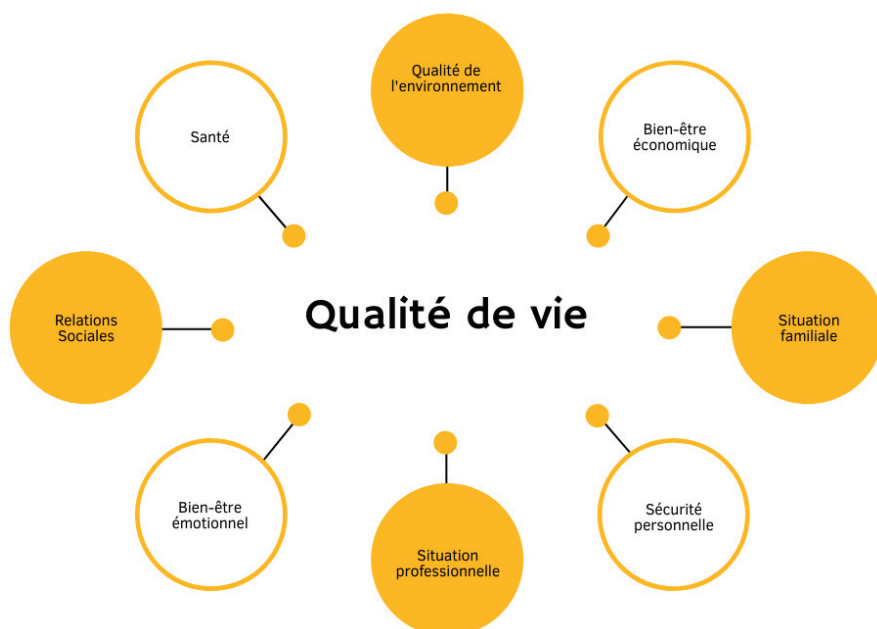 Qualité de
l'environnement
Santé
Bien-être
économique
Relations
Sociales
Qualité de vie
Situation
familiale
Bien-être
émotionnel
Sécurité
personnelle
Situation
professionnelle